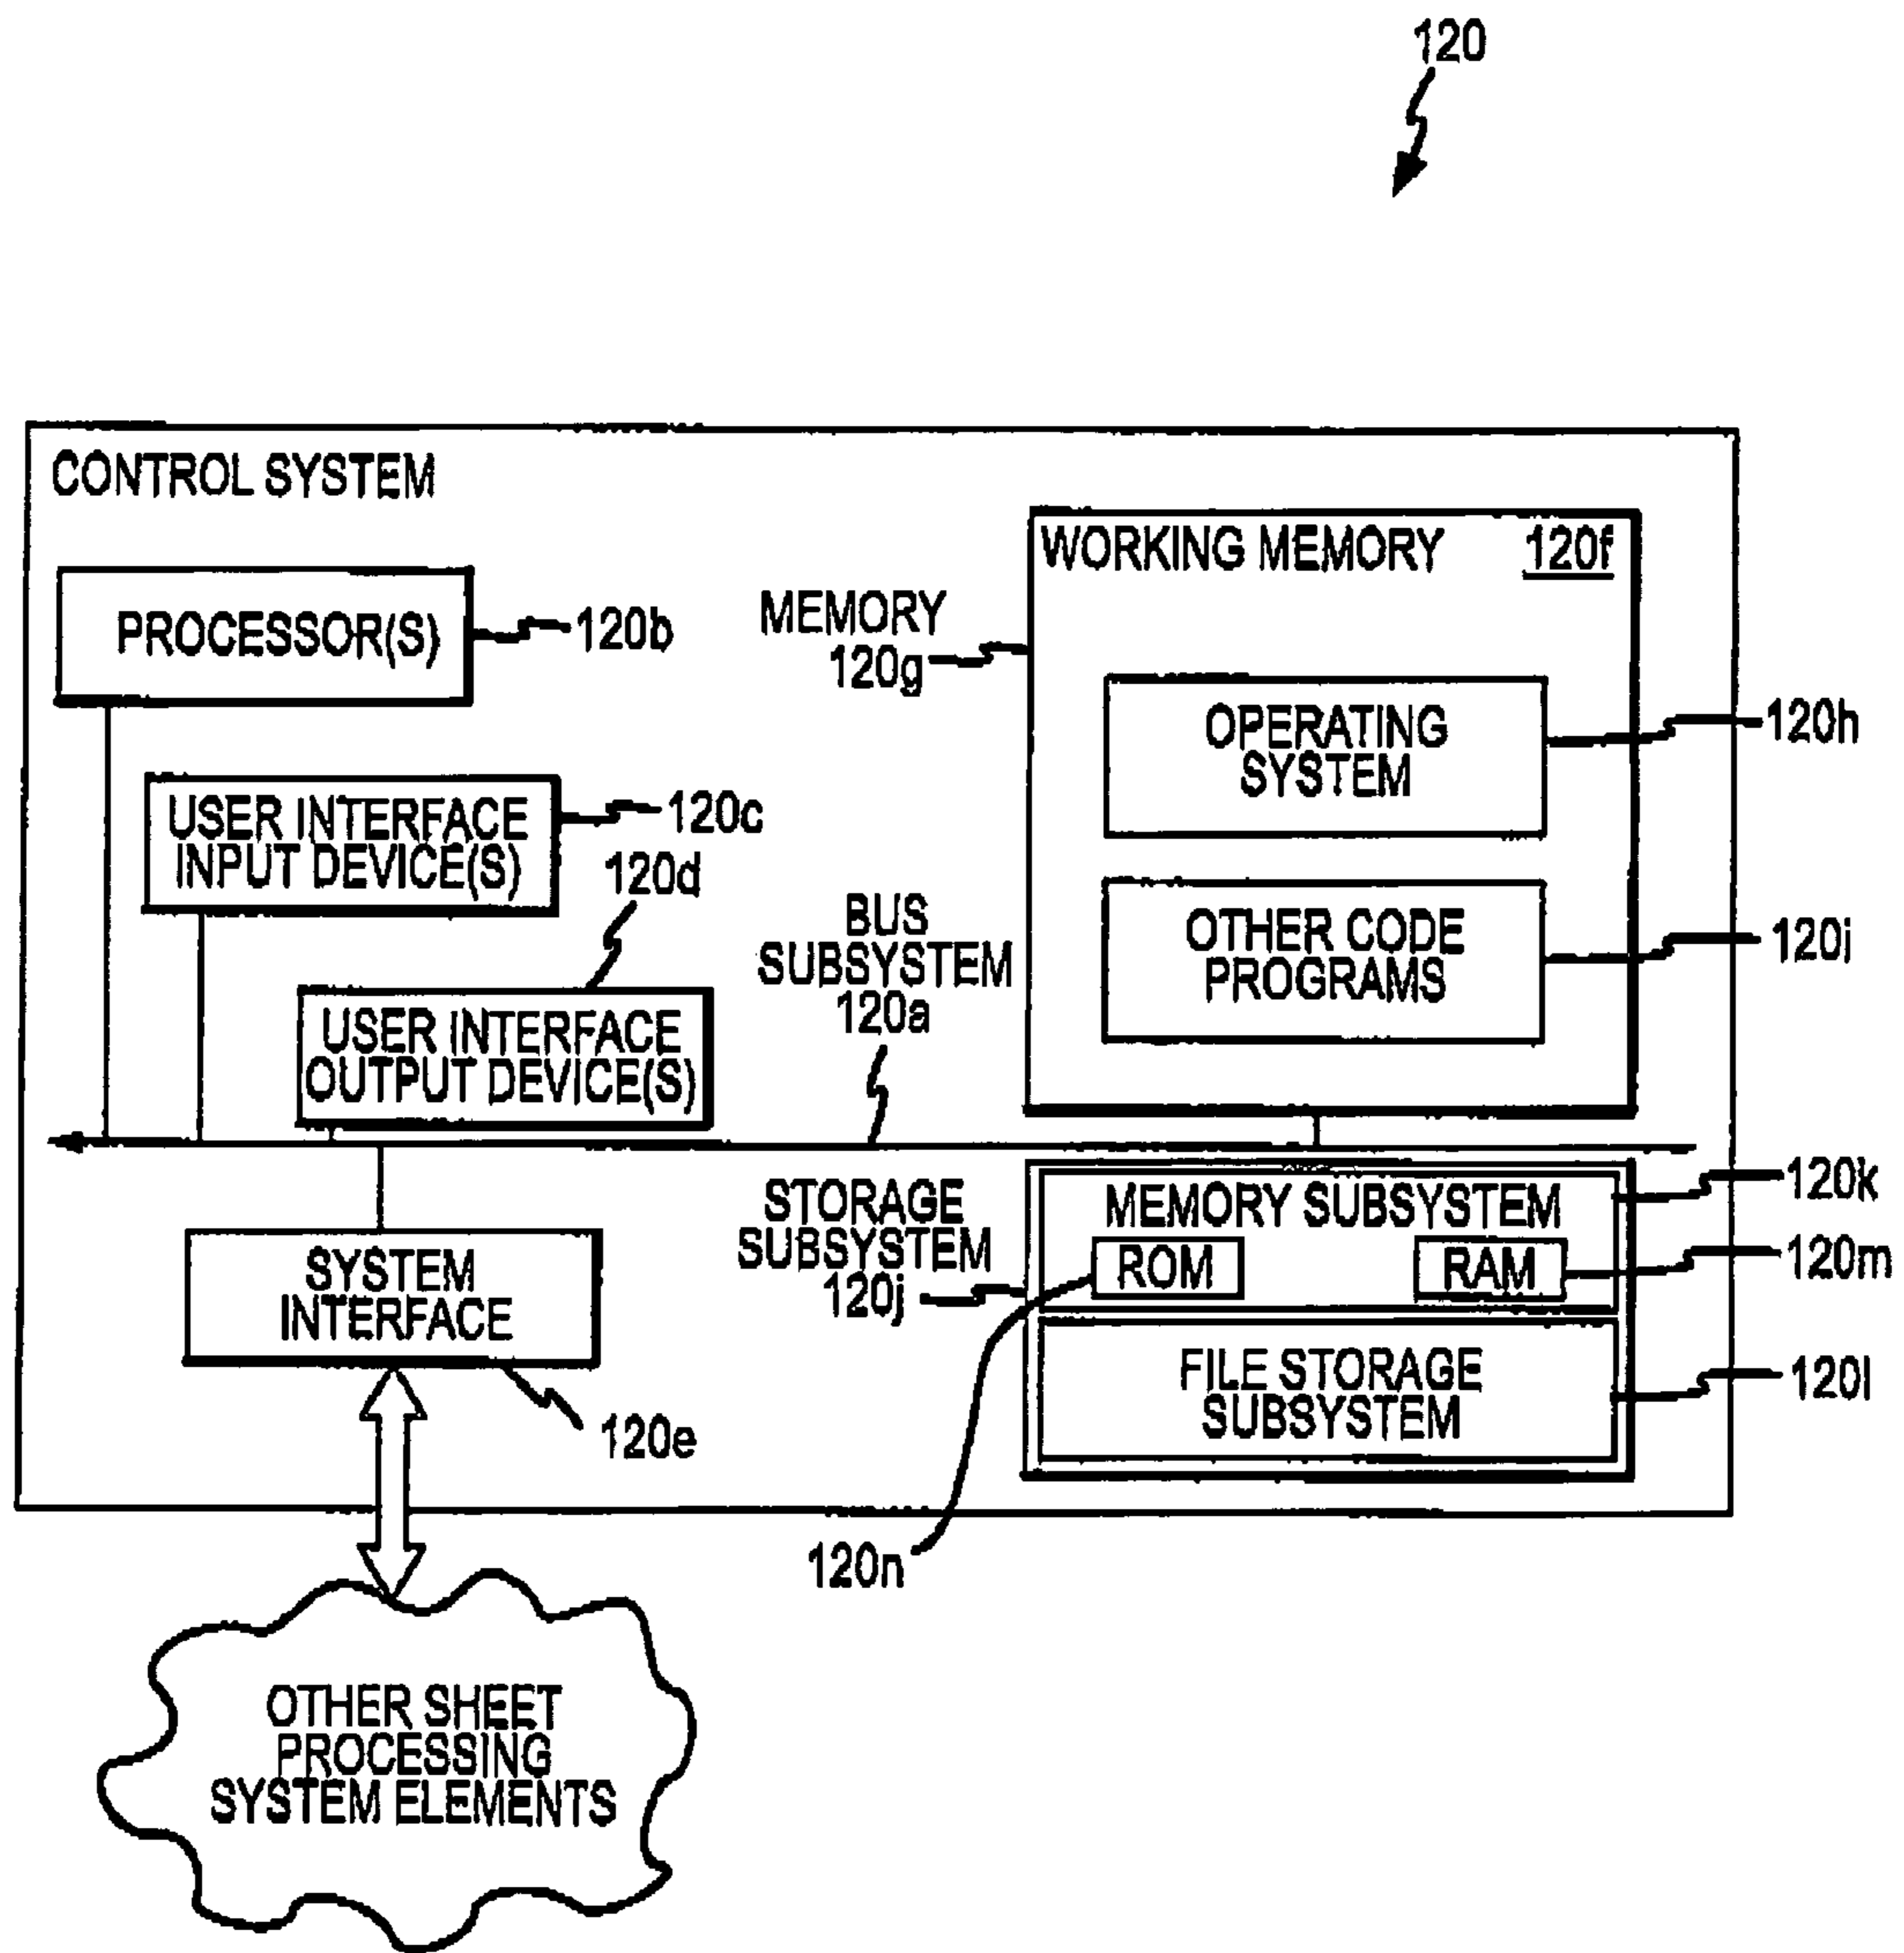 120
CONTROL SYSTEM
PROCESSOR(S)
120b
USER INTERFACE
INPUT DEVICE(S)
120c
120d
USER INTERFACE
OUTPUT DEVICE(S)
BUS
SUBSYSTEM
120a
MEMORY
120g
WORKING MEMORY
120f
OPERATING
SYSTEM
120h
OTHER CODE
PROGRAMS
120i
SYSTEM
INTERFACE
120e
STORAGE
SUBSYSTEM
120j
MEMORY SUBSYSTEM
120k
ROM
RAM
120m
FILE STORAGE
SUBSYSTEM
120l
120n
OTHER SHEET
PROCESSING
SYSTEM ELEMENTS